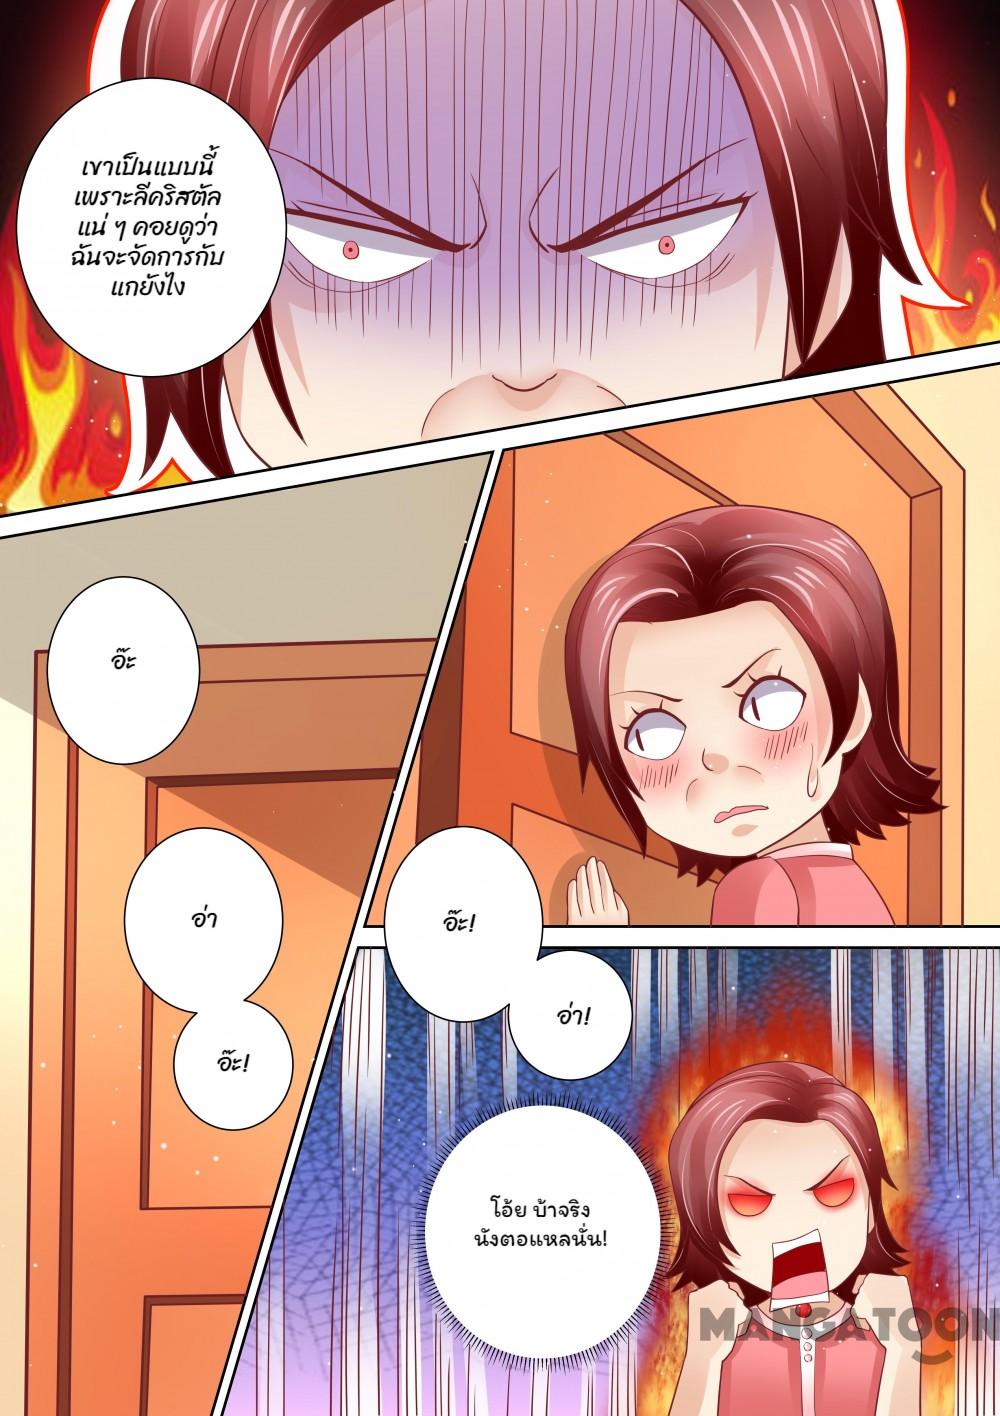 เขาเป็นแบบนี้
เพราะลีคริสตัล
แน่ ๆ คอยดูว่า
ฉันจะจัดการกับ
แกยังไง
อ๊ะ
อ่า
อ๊ะ!
อ๊ะ!
อ่า!
โอ้ย บ้าจริง
นังตอแหลนั่น!
MANGATOON